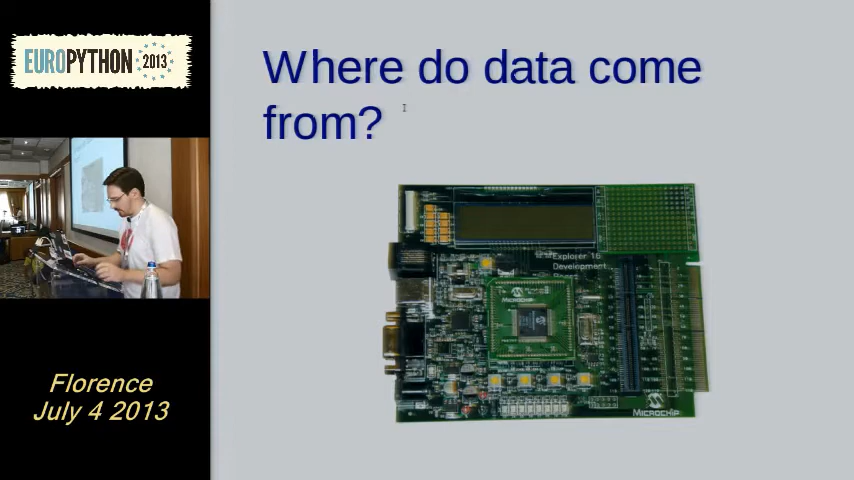 EUROPYTHON 2013
Where do data come
from?
Explorer 16
Development
MICROCHIP
MICROCHIP
Florence
July 4 2013